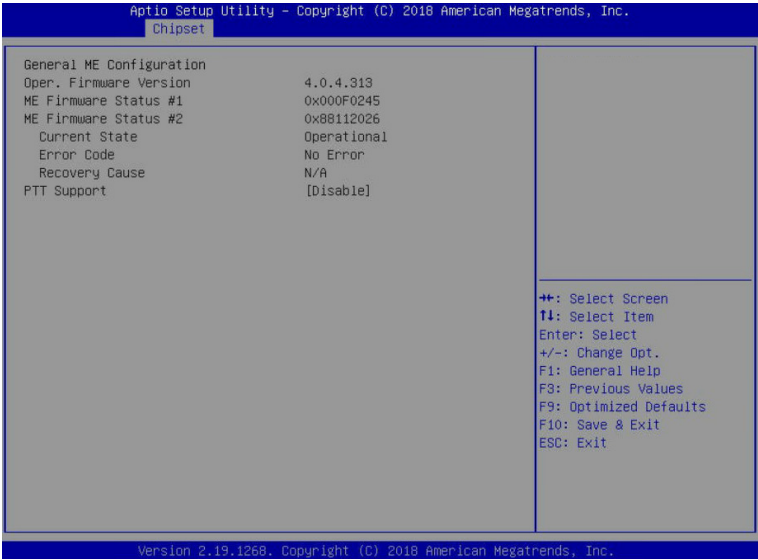 Aptio Setup Utility – Copyright (C) 2018 American Megatrends, Inc.
Chipset
General ME Configuration
Oper. Firmware Version 4.0.4.313
ME Firmware Status #1 0x000F0245
ME Firmware Status #2 0x88112026
Current State Operational
Error Code No Error
Recovery Cause N/A
PTT Support [Disable]
→←: Select Screen
↑↓: Select Item
Enter: Select
+/-: Change Opt.
F1: General Help
F3: Previous Values
F9: Optimized Defaults
F10: Save & Exit
ESC: Exit
Version 2.19.1268. Copyright (C) 2018 American Megatrends, Inc.